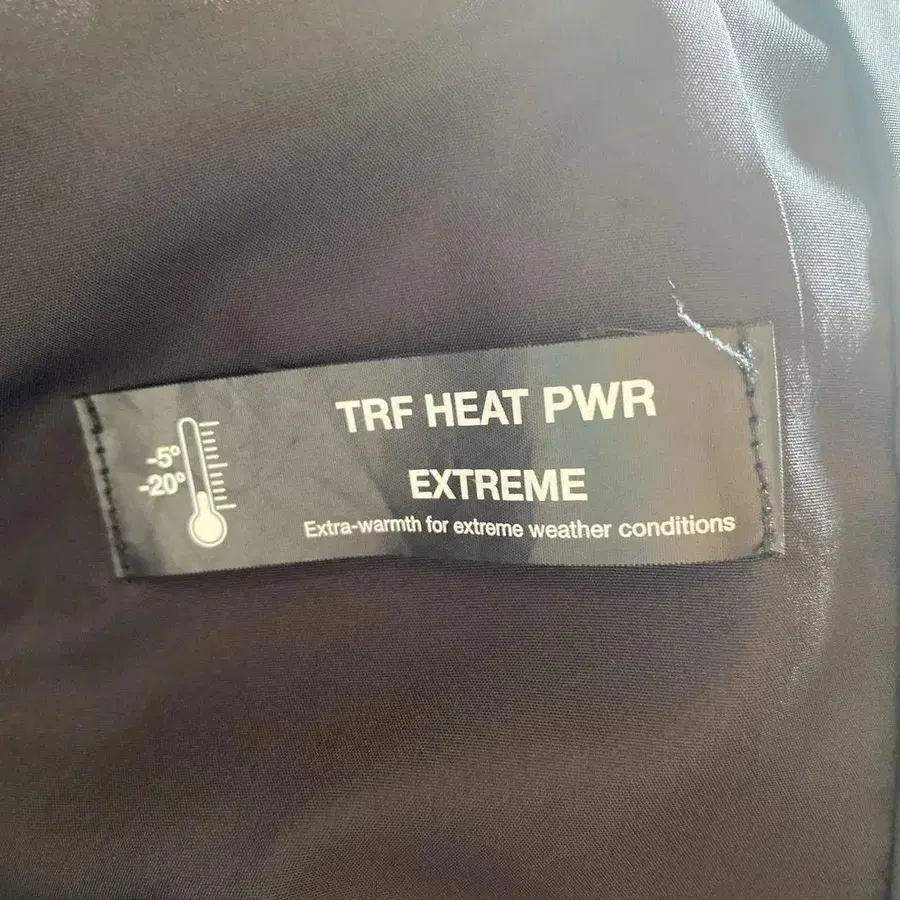 TRF HEAT PWR
-5°
-20°
EXTREME
Extra-warmth for extreme weather conditions